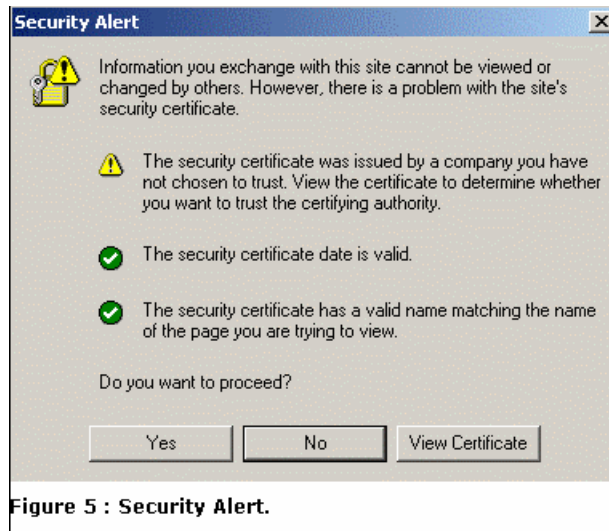 Security Alert
Information you exchange with this site cannot be viewed or
changed by others. However, there is a problem with the site's
security certificate.
The security certificate was issued by a company you have
not chosen to trust. View the certificate to determine whether
you want to trust the certifying authority.
The security certificate date is valid.
The security certificate has a valid name matching the name
of the page you are trying to view.
Do you want to proceed?
Yes No View Certificate
Figure 5 : Security Alert.